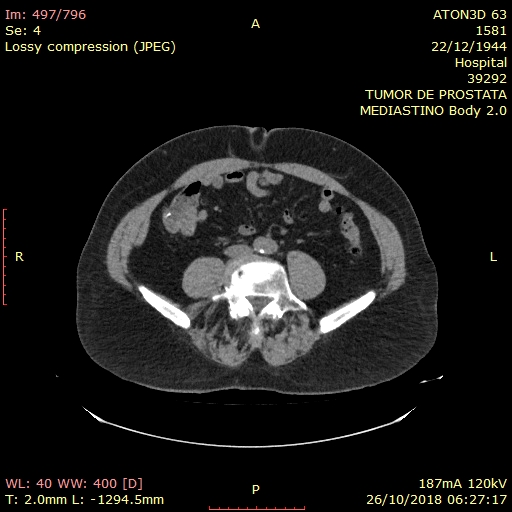 Im: 497/796
Se: 4
Lossy compression (JPEG)
A
ATON3D 63
1581
22/12/1944
Hospital
39292
TUMOR DE PROSTATA
MEDIASTINO Body 2.0
R
L
WL: 40 WW: 400 [D]
T: 2.0mm L: -1294.5mm
P
187mA 120kV
26/10/2018 06:27:17